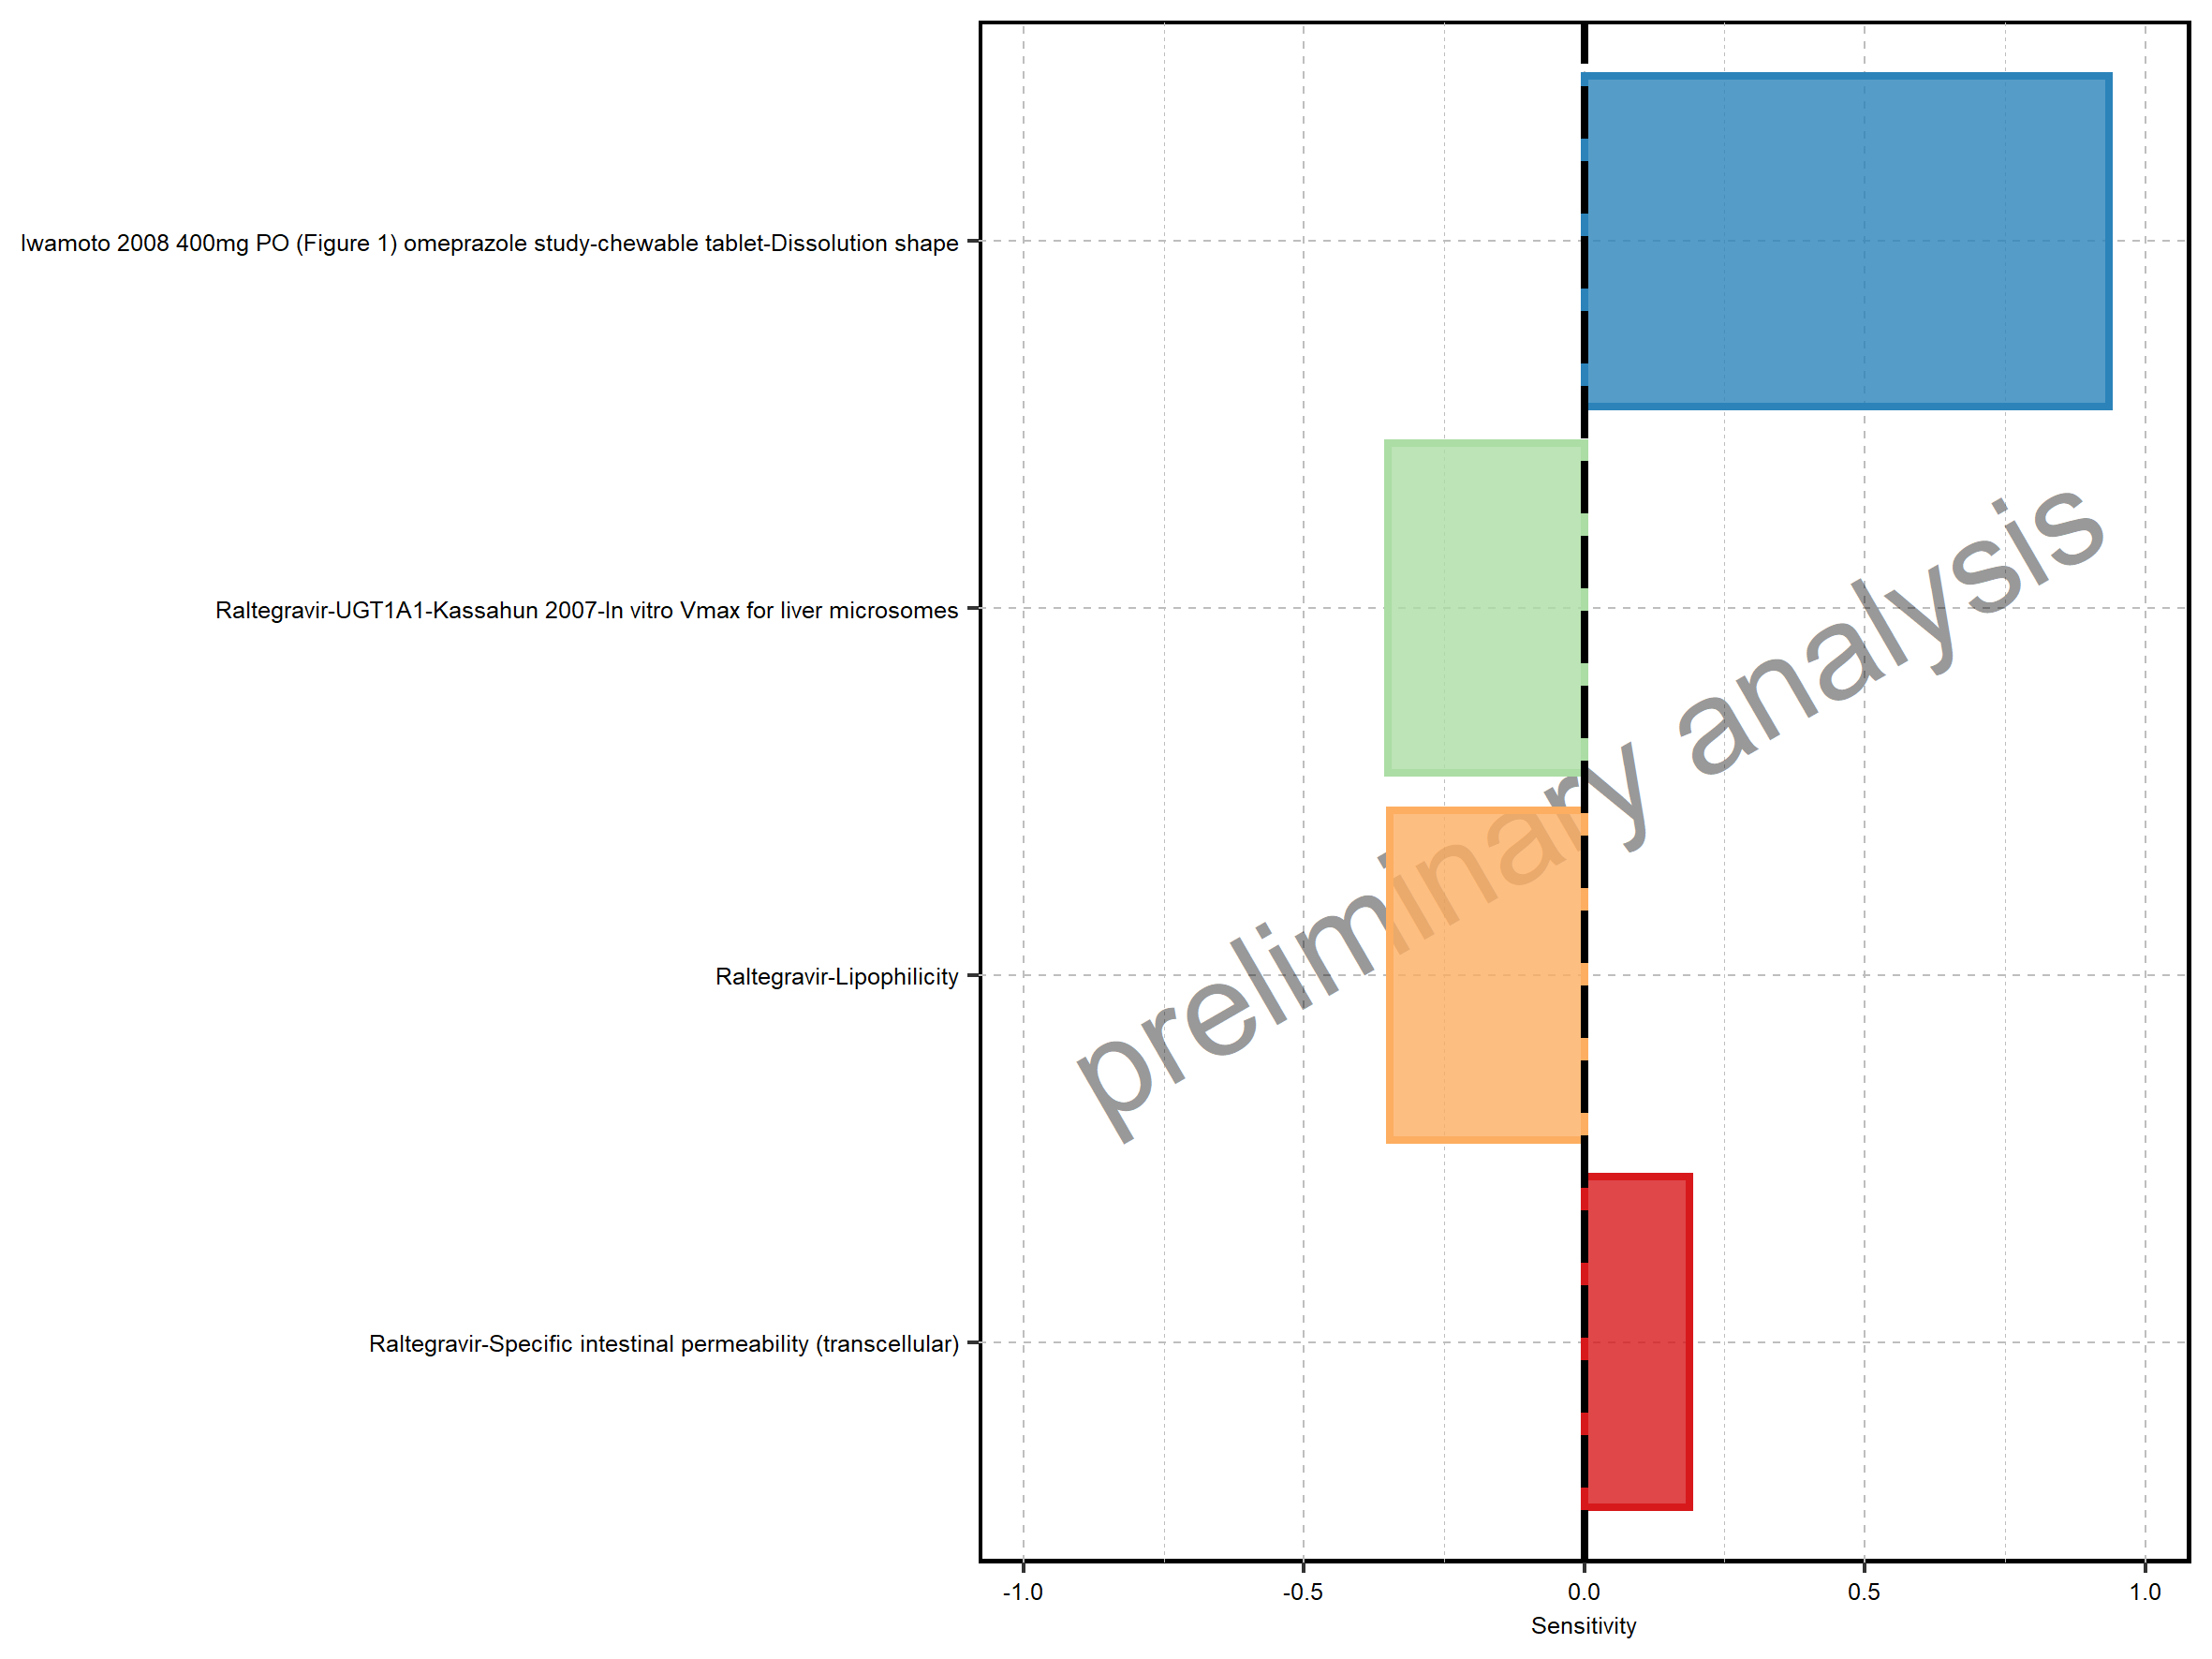 Iwamoto 2008 400mg PO (Figure 1) omeprazole study-chewable tablet-Dissolution shape
Raltegravir-UGT1A1-Kassahun 2007-In vitro Vmax for liver microsomes
Raltegravir-Lipophilicity
Raltegravir-Specific intestinal permeability (transcellular)
preliminary analysis
-1.0 -0.5 0.0 0.5 1.0
Sensitivity